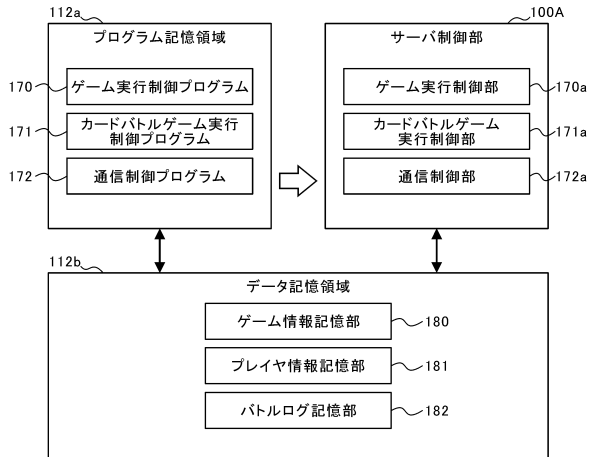 112a
プログラム記憶領域
170
ゲーム実行制御プログラム
171
カードバトルゲーム実行
制御プログラム
172
通信制御プログラム
100A
サーバ制御部
ゲーム実行制御部
170a
カードバトルゲーム
実行制御部
171a
通信制御部
172a
112b
データ記憶領域
ゲーム情報記憶部
180
プレイヤ情報記憶部
181
バトルログ記憶部
182